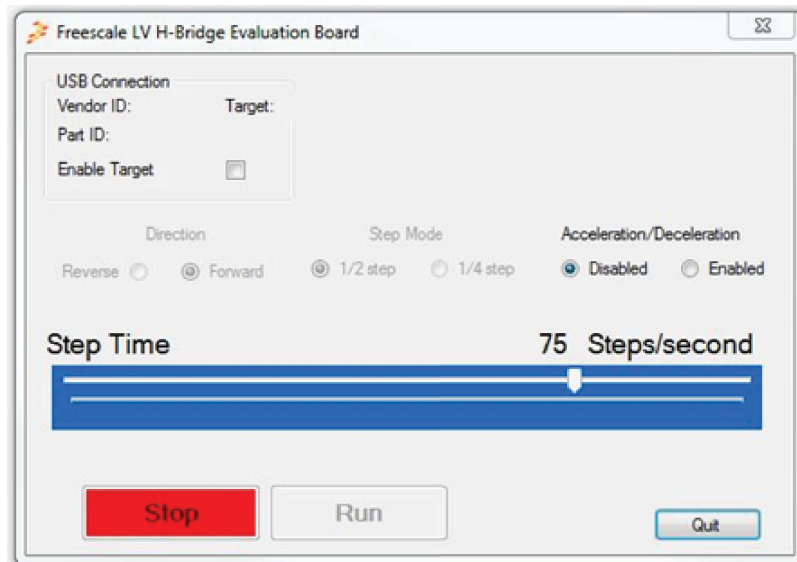 Freescale LV H-Bridge Evaluation Board
USB Connection
Vendor ID: Target:
Part ID:
Enable Target
Direction Step Mode Acceleration/Deceleration
Reverse Forward 1/2 step 1/4 step Disabled Enabled
Step Time 75 Steps/second
Stop Run Quit